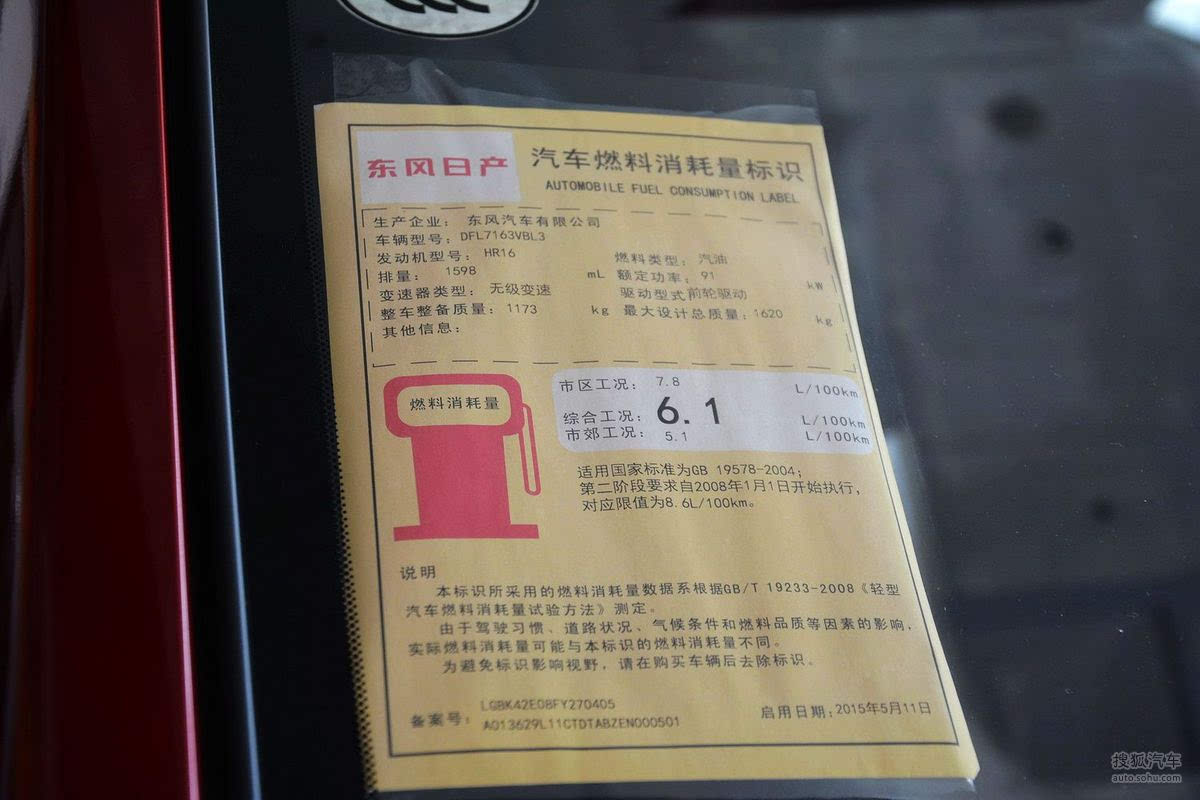 东风日产
汽车燃料消耗量标识
AUTOMOBILE FUEL CONSUMPTION LABEL
生产企业: 东风汽车有限公司
车辆型号: DFL7163VBL3
发动机型号: HR16 燃料类型: 汽油
排量: 1598 mL 额定功率: 91 kW
变速器类型: 无级变速 驱动型式前轮驱动
整车整备质量: 1173 kg 最大设计总质量: 1620 kg
其他信息:
燃料消耗量
市区工况: 7.8 L/100km
综合工况: 6.1 L/100km
市郊工况: 5.1 L/100km
适用国家标准为GB 19578-2004;
第二阶段要求自2008年1月1日开始执行,
对应限值为8.6L/100km。
说明
本标识所采用的燃料消耗量数据系根据GB/T 19233-2008《轻型
汽车燃料消耗量试验方法》测定。
由于驾驶习惯、道路状况、气候条件和燃料品质等因素的影响,
实际燃料消耗量可能与本标识的燃料消耗量不同。
为避免标识影响视野,请在购买车辆后去除标识。
LGBK42E08FY270405
备案号: A013629L11CTDTABZEN000501 启用日期:2015年5月11日
搜狐汽车
auto.sohu.com